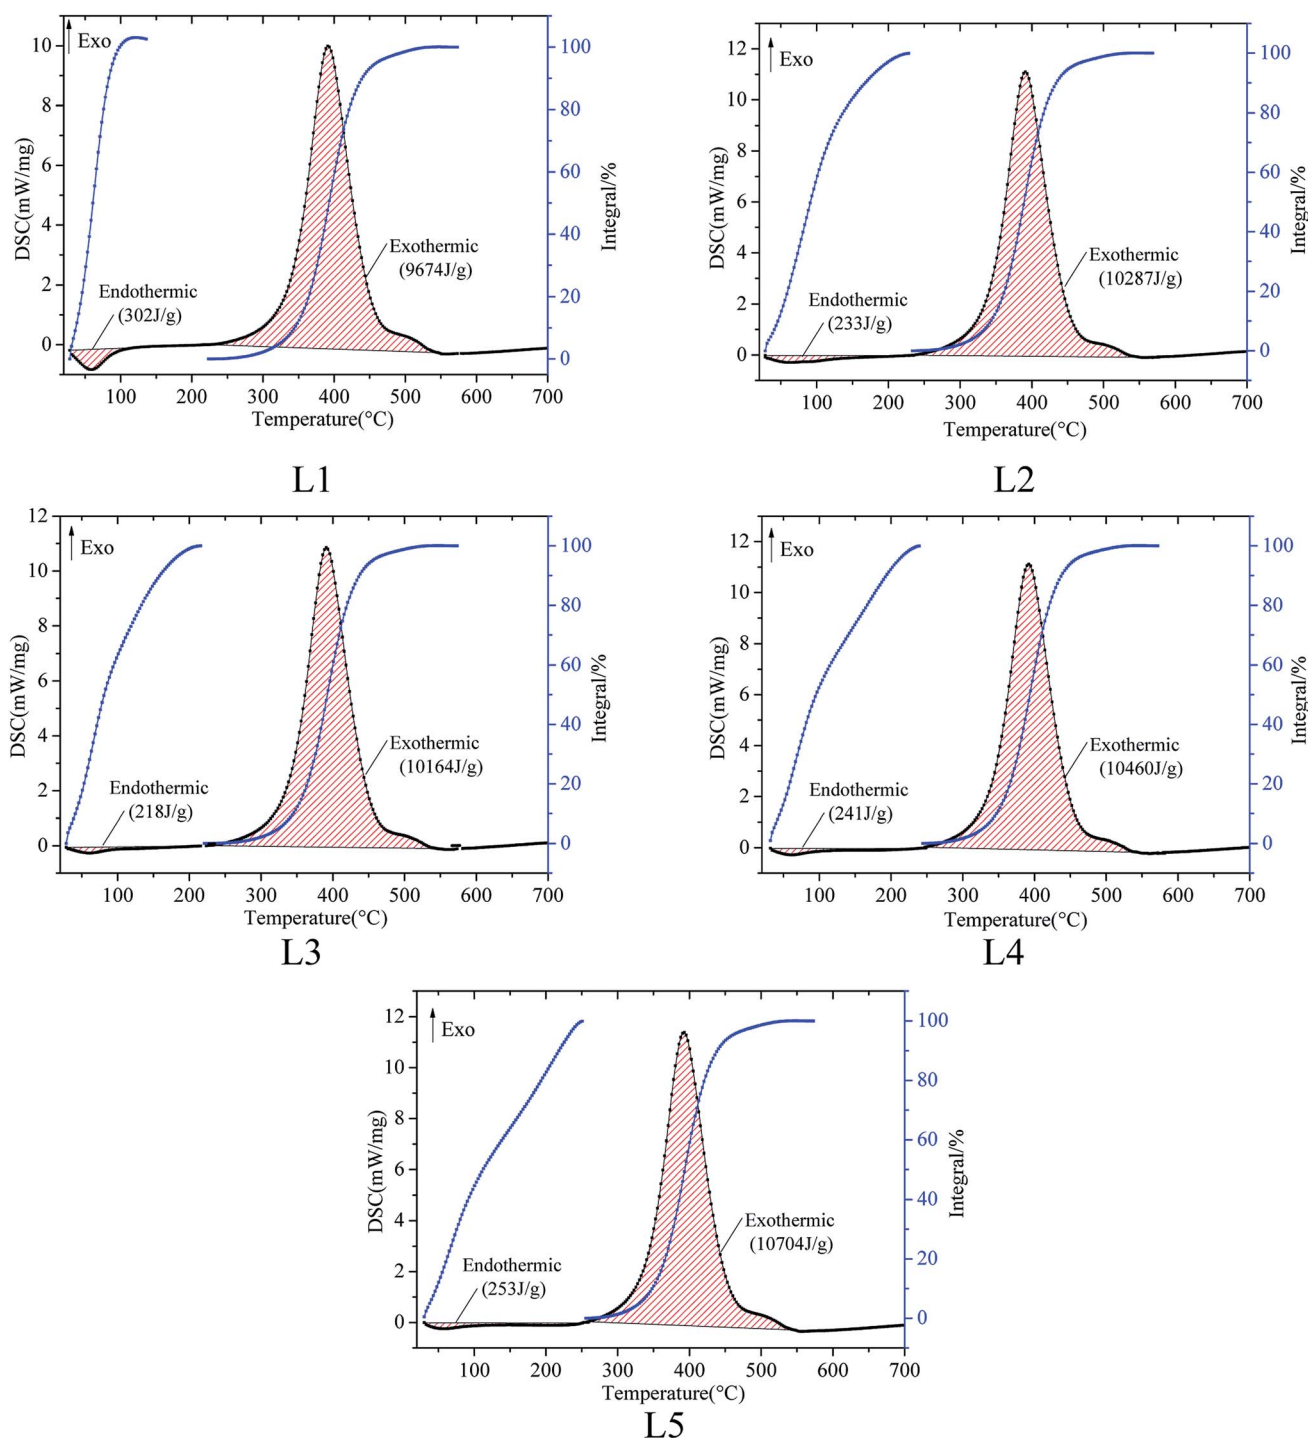 Exo
10
8
6
4
2
0
DSC(mW/mg)
100
80
60
40
20
0
Integral/%
Exothermic
(9674J/g)
Endothermic
(302J/g)
100 200 300 400 500 600 700
Temperature(°C)
L1
Exo
12
10
8
6
4
2
0
DSC(mW/mg)
100
80
60
40
20
0
Integral/%
Exothermic
(10287J/g)
Endothermic
(233J/g)
100 200 300 400 500 600 700
Temperature(°C)
L2
Exo
12
10
8
6
4
2
0
DSC(mW/mg)
100
80
60
40
20
0
Integral/%
Exothermic
(10164J/g)
Endothermic
(218J/g)
100 200 300 400 500 600 700
Temperature(°C)
L3
Exo
12
10
8
6
4
2
0
DSC(mW/mg)
100
80
60
40
20
0
Integral/%
Exothermic
(10460J/g)
Endothermic
(241J/g)
100 200 300 400 500 600 700
Temperature(°C)
L4
Exo
12
10
8
6
4
2
0
DSC(mW/mg)
100
80
60
40
20
0
Integral/%
Exothermic
(10704J/g)
Endothermic
(253J/g)
100 200 300 400 500 600 700
Temperature(°C)
L5